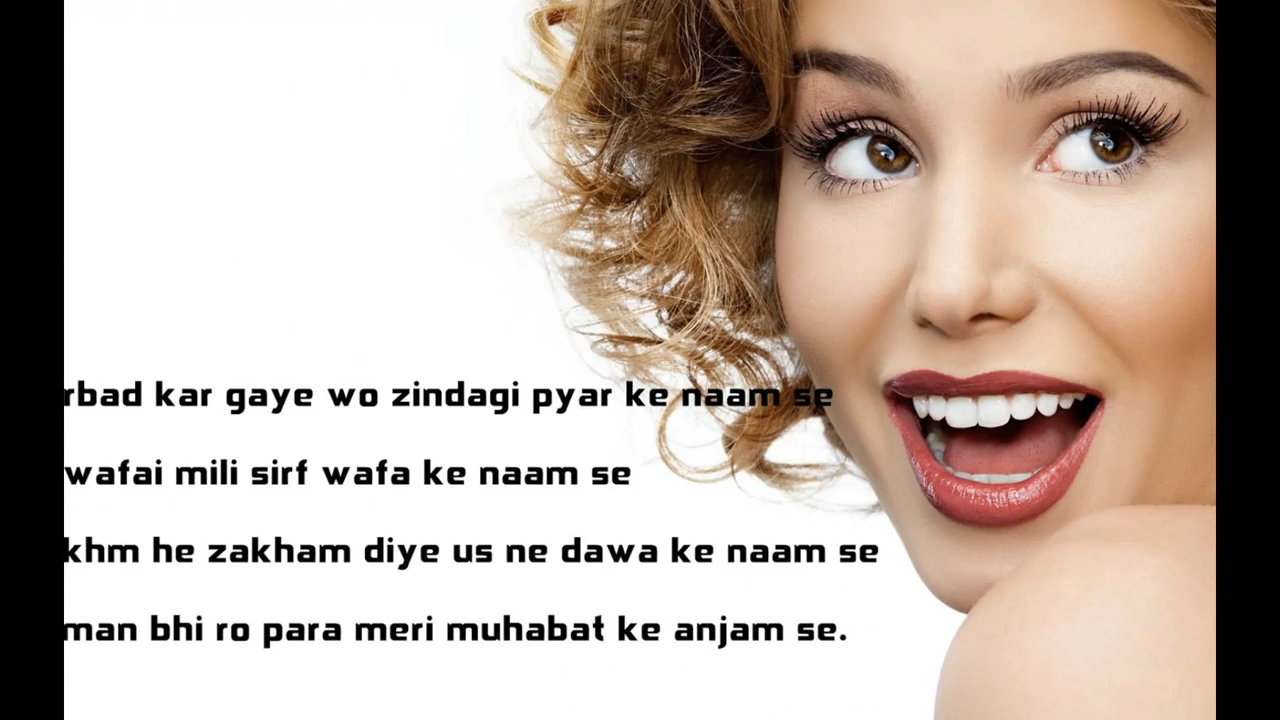 rbad kar gaye wo zindagi pyar ke naam se
wafai mili sirf wafa ke naam se
khm he zakham diye us ne dawa ke naam se
man bhi ro para meri muhabat ke anjam se.